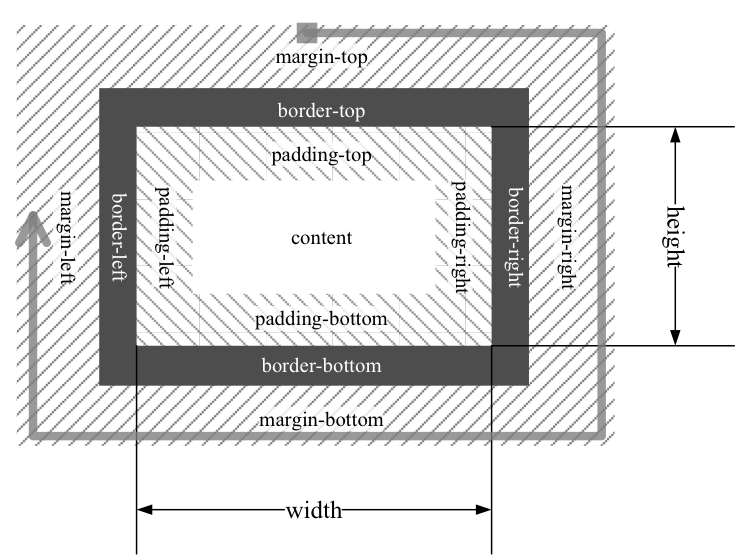 margin-top
border-top
padding-top
margin-left
border-left
padding-left
content
padding-right
border-right
margin-right
height
padding-bottom
border-bottom
margin-bottom
width